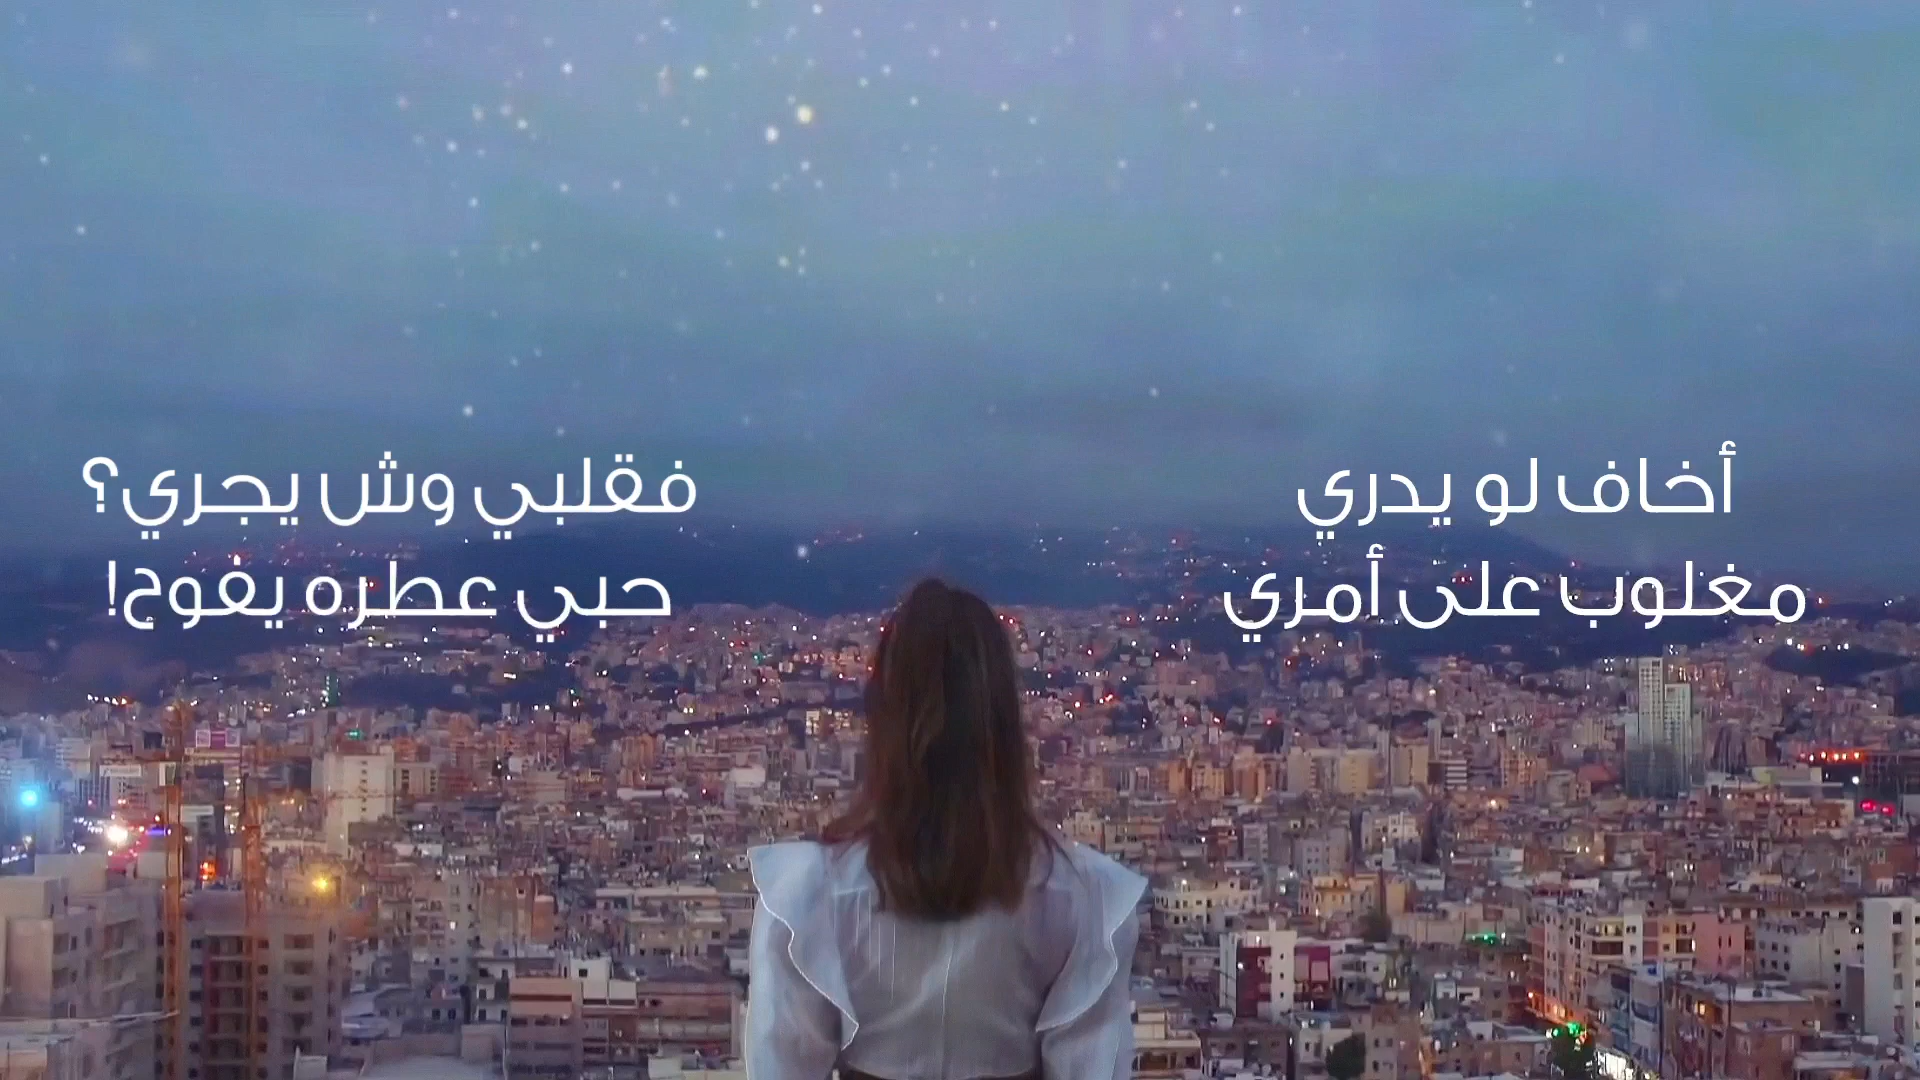 أخاف لو يدري
مغلوب على أمري
فقلبي وش يجري؟
حبي عطره يفوح!